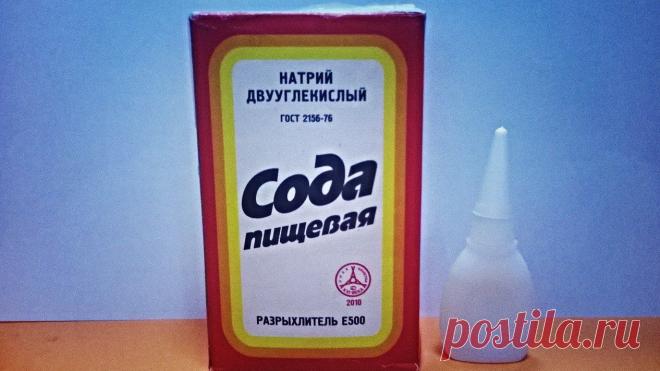 НАТРИЙ
ДВУУГЛЕКИСЛЫЙ
ГОСТ 2156-76
Сода
пищевая
2010
РАЗРЫХЛИТЕЛЬ Е500
postila.ru